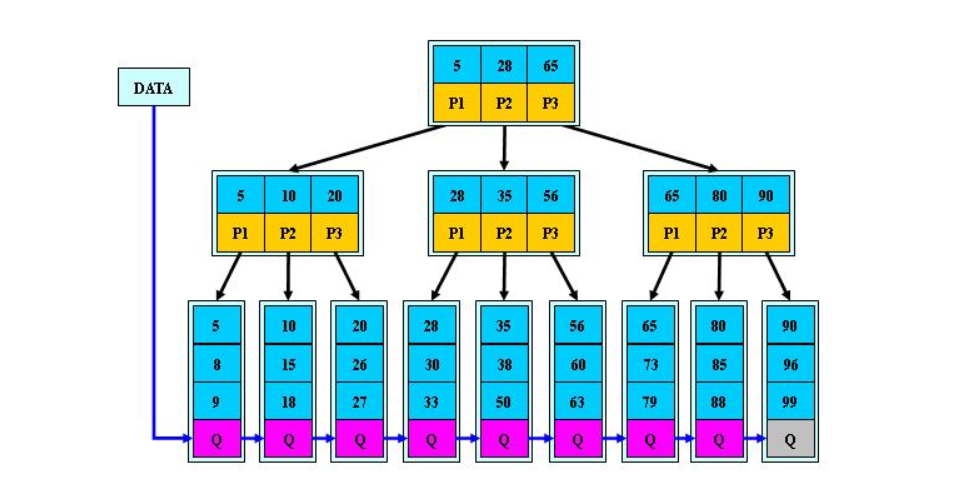 5 28 65
DATA
P1 P2 P3
5 10 20 28 35 56 65 80 90
P1 P2 P3 P1 P2 P3 P1 P2 P3
5 10 20 28 35 56 65 80 90
8 15 26 30 38 60 73 85 96
9 18 27 33 50 63 79 88 99
Q Q Q Q Q Q Q Q Q